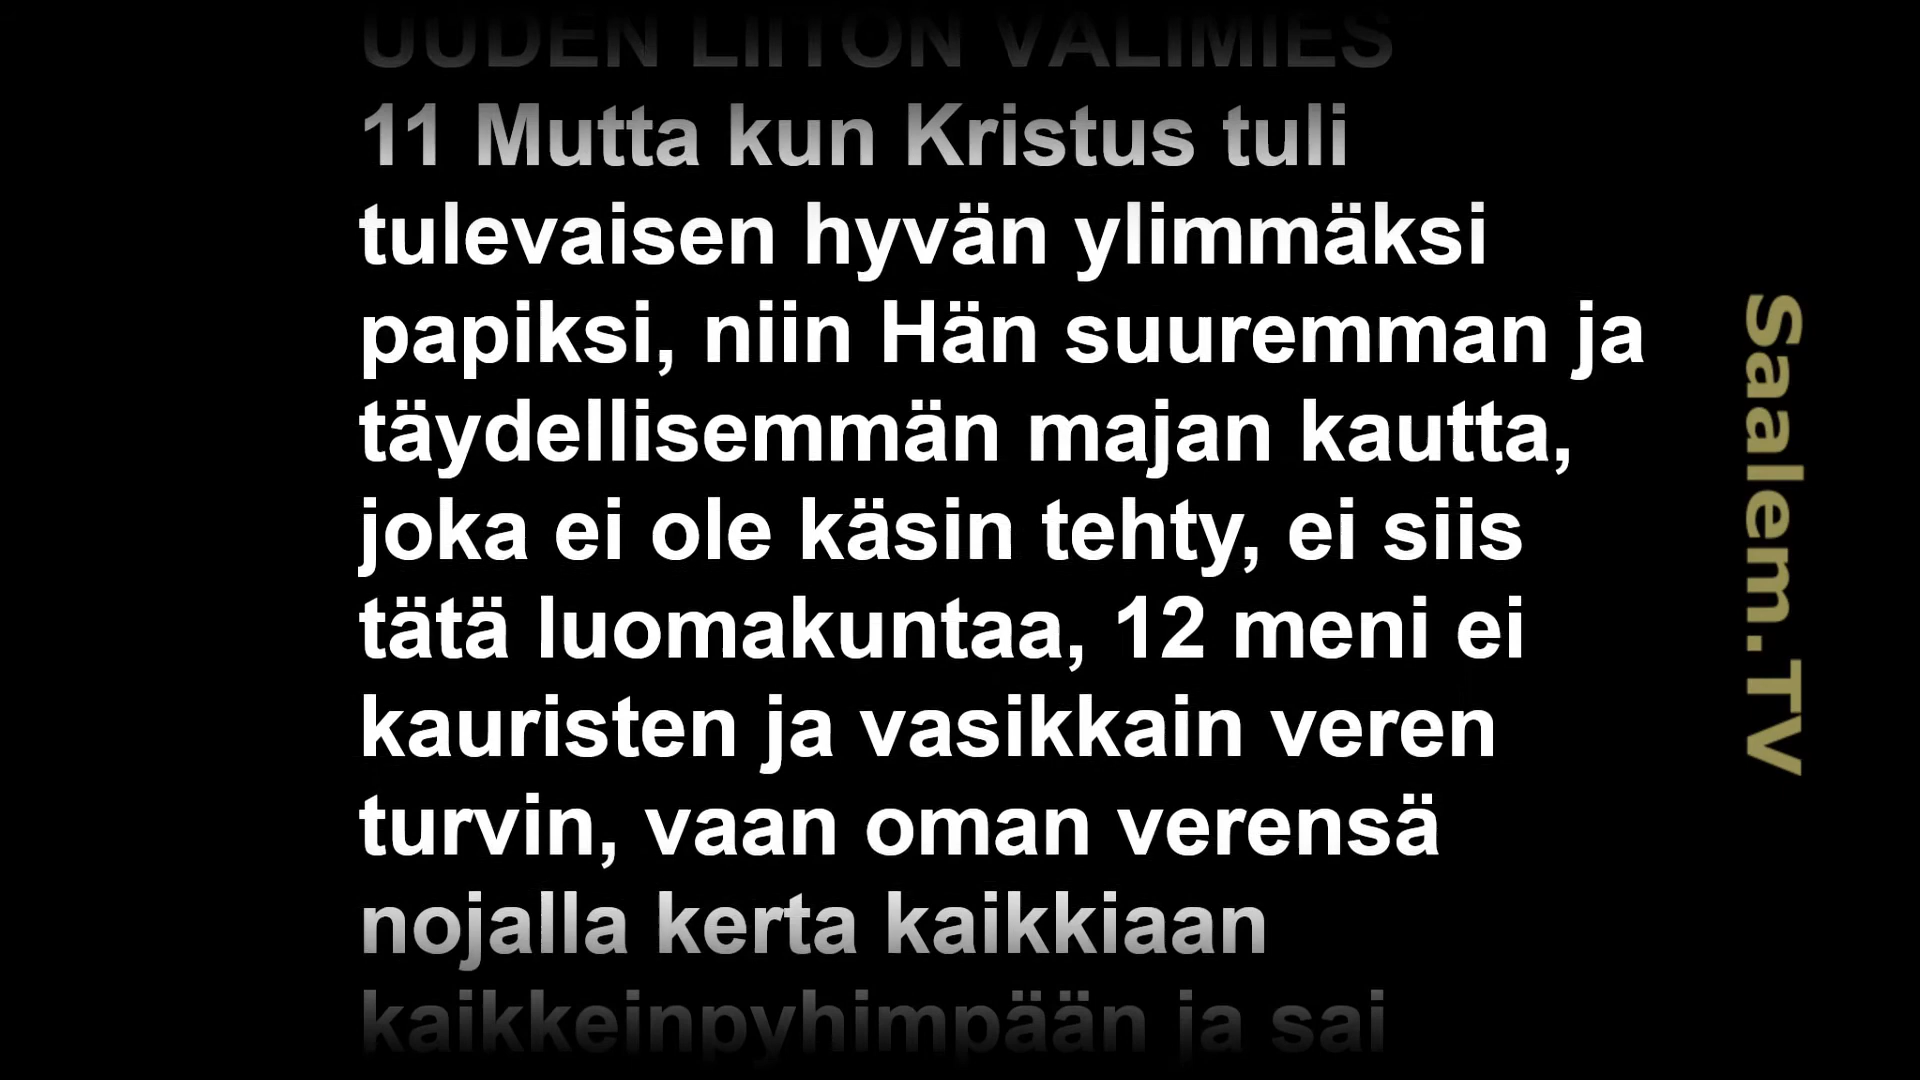 UUDEN LIITON VÄLIMIES
11 Mutta kun Kristus tuli
tulevaisen hyvän ylimmäksi
papiksi, niin Hän suuremman ja
täydellisemmän majan kautta,
joka ei ole käsin tehty, ei siis
tätä luomakuntaa, 12 meni ei
kauristen ja vasikkain veren
turvin, vaan oman verensä
nojalla kerta kaikkiaan
kaikkeinpyhimpään ja sai
Saalem.TV